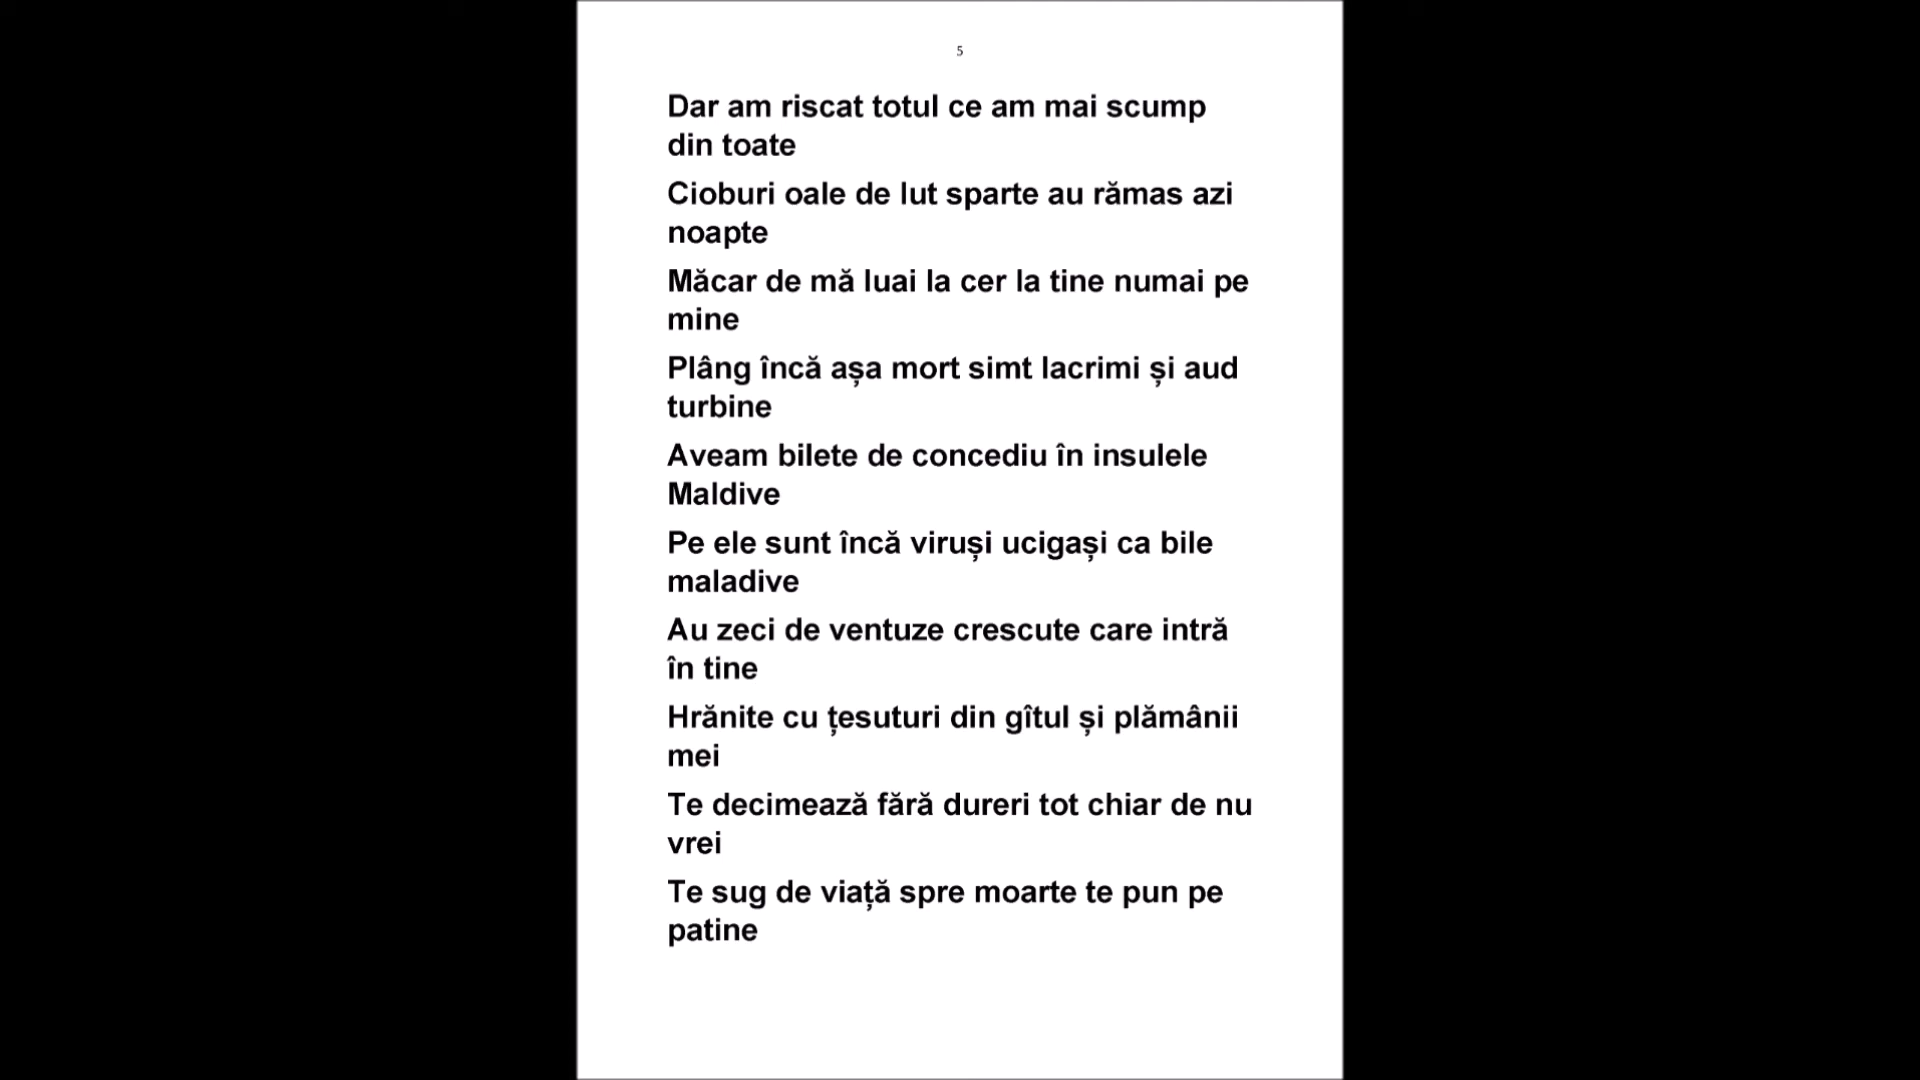 5
Dar am riscat totul ce am mai scump
din toate
Cioburi oale de lut sparte au rămas azi
noapte
Măcar de mă luai la cer la tine numai pe
mine
Plâng încă așa mort simt lacrimi și aud
turbine
Aveam bilete de concediu în insulele
Maldive
Pe ele sunt încă viruși ucigași ca bile
maladive
Au zeci de ventuze crescute care intră
în tine
Hrănite cu țesuturi din gîtul și plămânii
mei
Te decimează fără dureri tot chiar de nu
vrei
Te sug de viață spre moarte te pun pe
patine